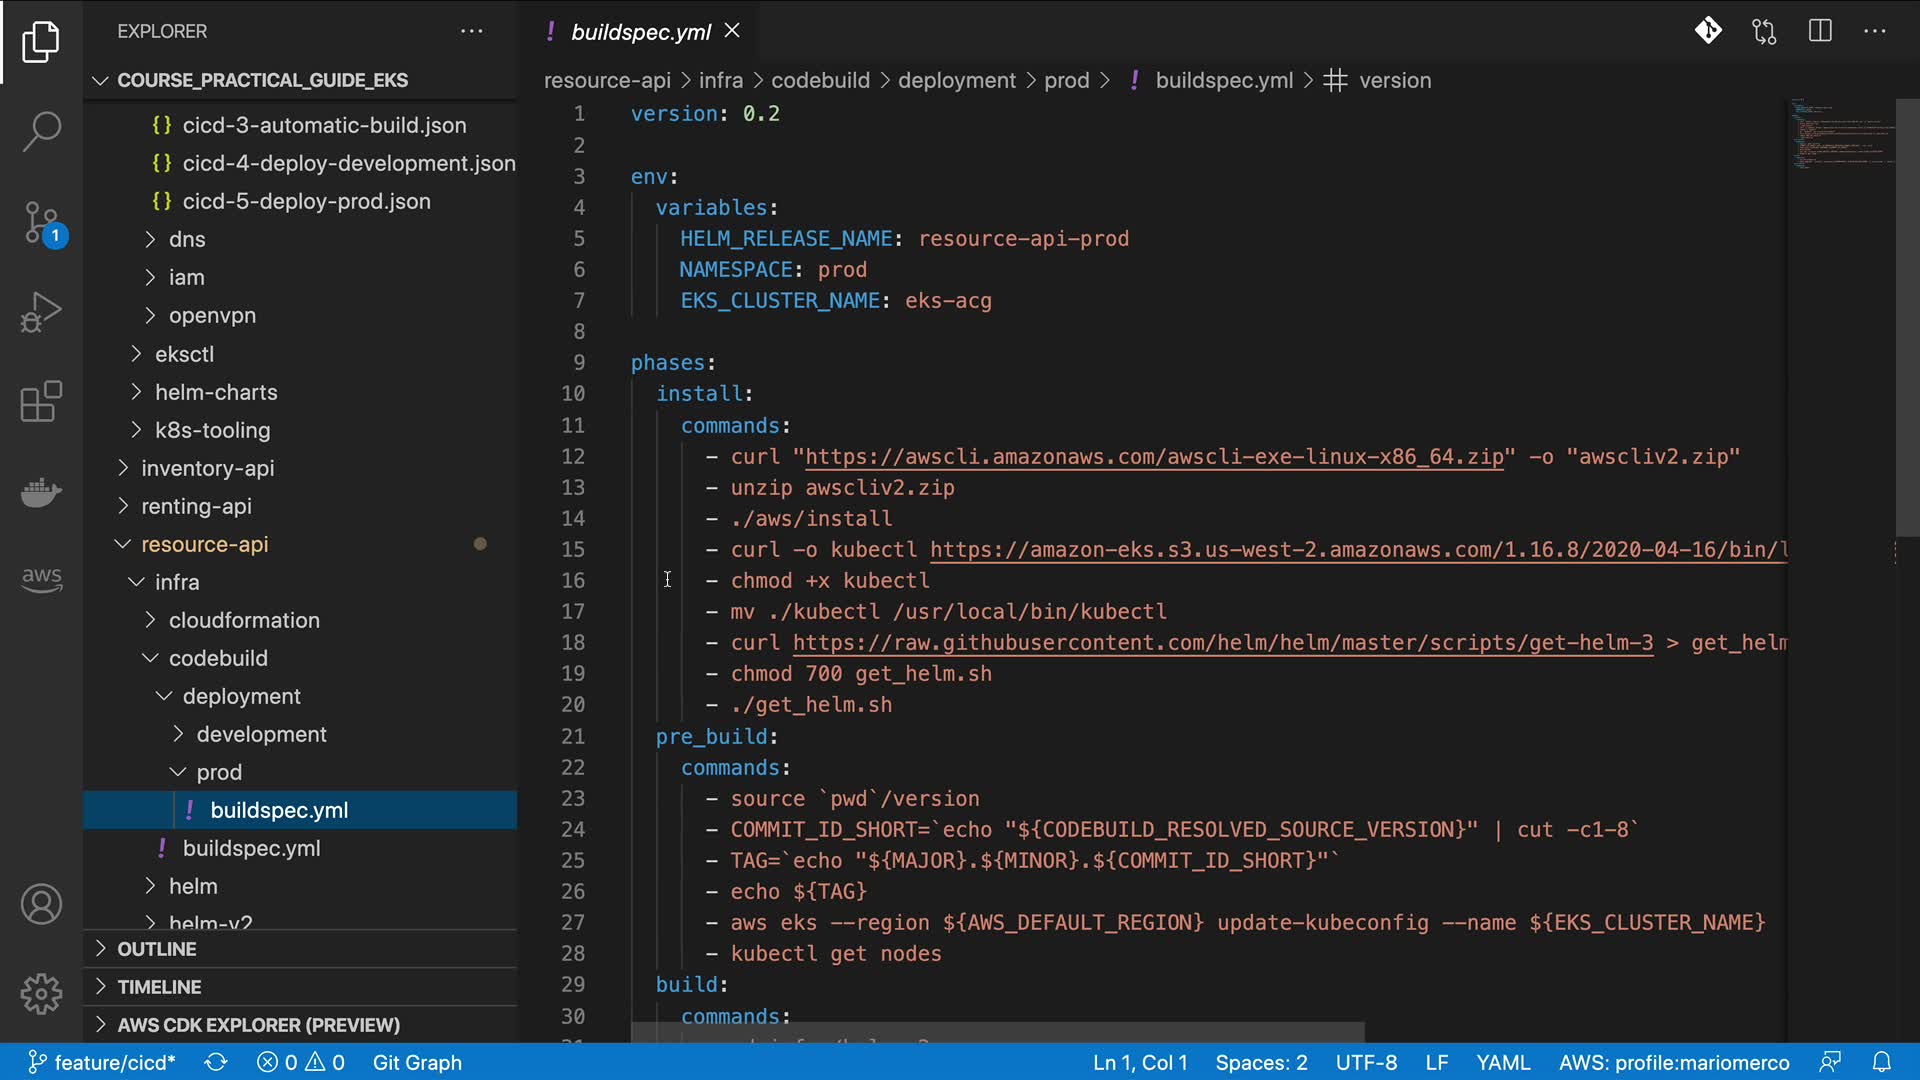 EXPLORER
COURSE_PRACTICAL_GUIDE_EKS
{} cicd-3-automatic-build.json
{} cicd-4-deploy-development.json
{} cicd-5-deploy-prod.json
dns
iam
openvpn
eksctl
helm-charts
k8s-tooling
inventory-api
renting-api
resource-api
infra
cloudformation
codebuild
deployment
development
prod
! buildspec.yml
! buildspec.yml
helm
helm-v2
OUTLINE
TIMELINE
AWS CDK EXPLORER (PREVIEW)
1
aws
! buildspec.yml
resource-api > infra > codebuild > deployment > prod > ! buildspec.yml > version
1 version: 0.2
2
3 env:
4 variables:
5 HELM_RELEASE_NAME: resource-api-prod
6 NAMESPACE: prod
7 EKS_CLUSTER_NAME: eks-acg
8
9 phases:
10 install:
11 commands:
12 - curl "https://awscli.amazonaws.com/awscli-exe-linux-x86_64.zip" -o "awscliv2.zip"
13 - unzip awscliv2.zip
14 - ./aws/install
15 - curl -o kubectl https://amazon-eks.s3.us-west-2.amazonaws.com/1.16.8/2020-04-16/bin/l
16 - chmod +x kubectl
17 - mv ./kubectl /usr/local/bin/kubectl
18 - curl https://raw.githubusercontent.com/helm/helm/master/scripts/get-helm-3 > get_helm
19 - chmod 700 get_helm.sh
20 - ./get_helm.sh
21 pre_build:
22 commands:
23 - source `pwd`/version
24 - COMMIT_ID_SHORT=`echo "${CODEBUILD_RESOLVED_SOURCE_VERSION}" | cut -c1-8`
25 - TAG=`echo "${MAJOR}.${MINOR}.${COMMIT_ID_SHORT}"`
26 - echo ${TAG}
27 - aws eks --region ${AWS_DEFAULT_REGION} update-kubeconfig --name ${EKS_CLUSTER_NAME}
28 - kubectl get nodes
29 build:
30 commands:
feature/cicd* 0 0 Git Graph Ln 1, Col 1 Spaces: 2 UTF-8 LF YAML AWS: profile:mariomerco